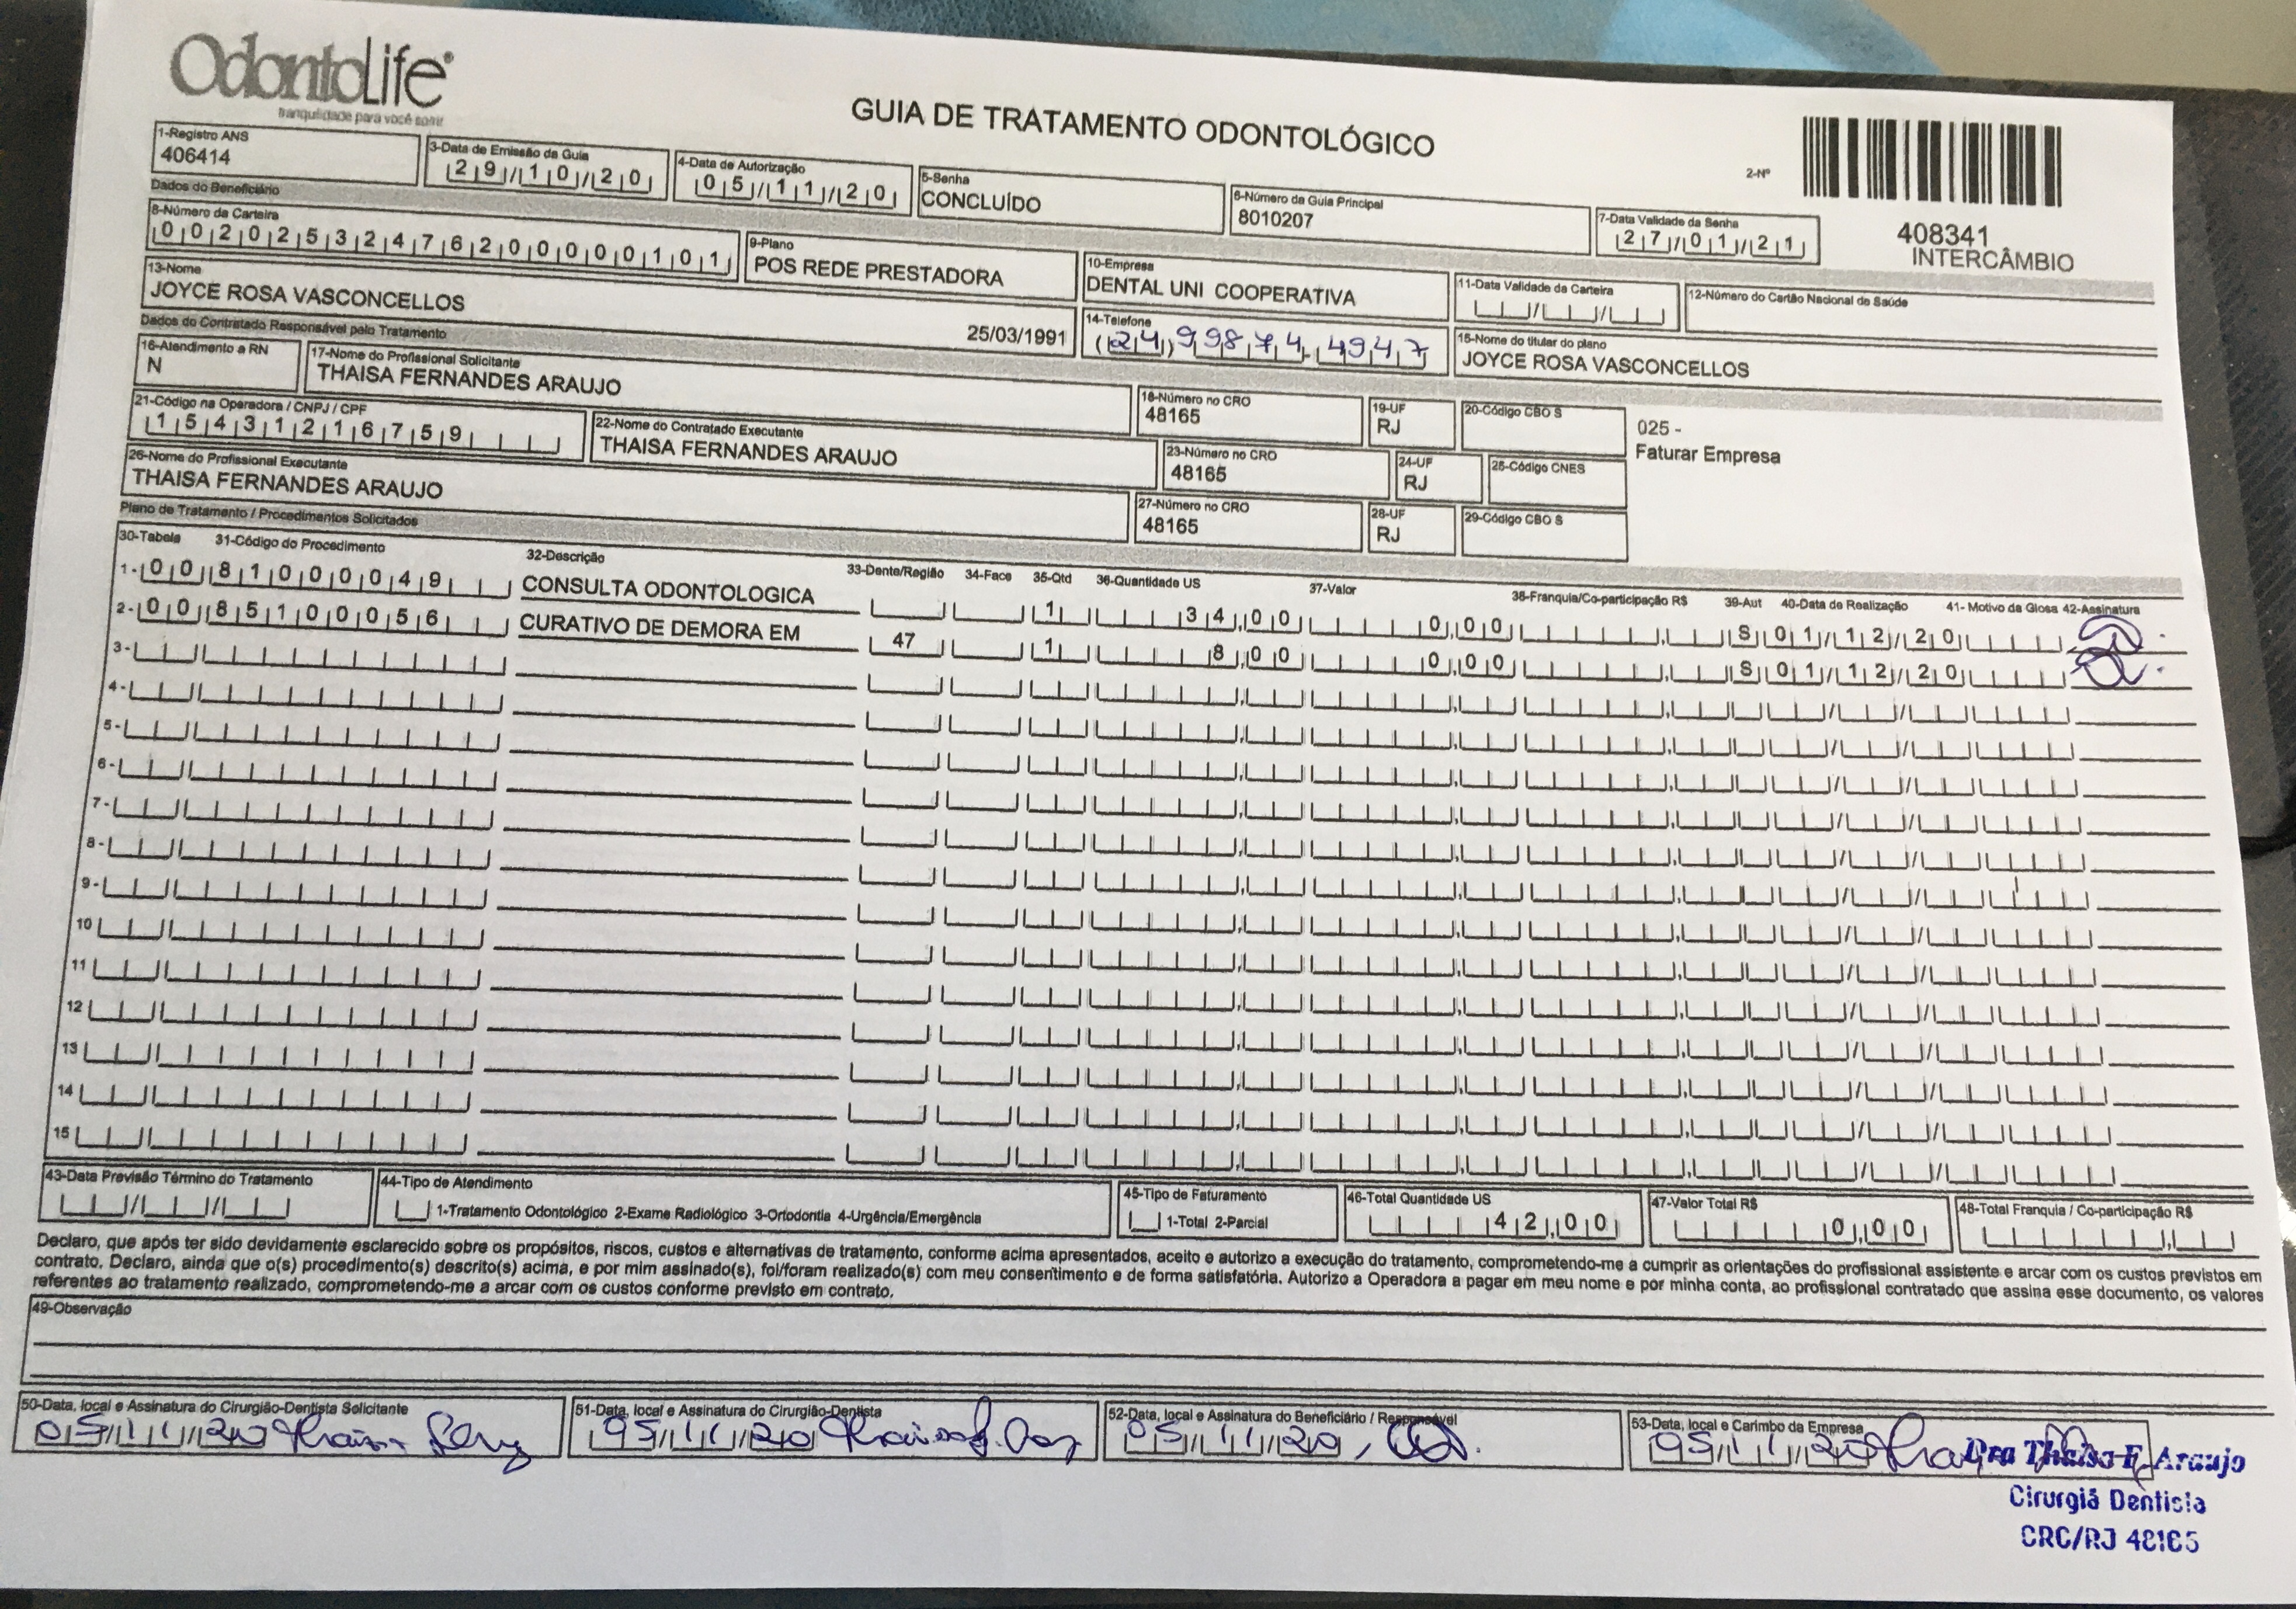 OdontoLife®
tranquilidade para você sorrir
GUIA DE TRATAMENTO ODONTOLÓGICO
2-Nº
408341
INTERCÂMBIO
1-Registro ANS
406414
3-Data de Emissão da Guia
29/10/20
4-Data de Autorização
05/11/20
5-Senha
CONCLUÍDO
6-Número da Guia Principal
8010207
7-Data Validade da Senha
27/01/21
Dados do Beneficiário
8-Número da Carteira
00202532476200000101
9-Plano
POS REDE PRESTADORA
10-Empresa
DENTAL UNI COOPERATIVA
11-Data Validade da Carteira
12-Número do Cartão Nacional de Saúde
13-Nome
JOYCE ROSA VASCONCELLOS
25/03/1991
14-Telefone
(24) 99874-4947
15-Nome do titular do plano
JOYCE ROSA VASCONCELLOS
Dados do Contratado Responsável pelo Tratamento
16-Atendimento a RN
N
17-Nome do Profissional Solicitante
THAISA FERNANDES ARAUJO
18-Número no CRO
48165
19-UF
RJ
20-Código CBO S
025 -
Faturar Empresa
21-Código na Operadora / CNPJ / CPF
15431216759
22-Nome do Contratado Executante
THAISA FERNANDES ARAUJO
23-Número no CRO
48165
24-UF
RJ
25-Código CNES
26-Nome do Profissional Executante
THAISA FERNANDES ARAUJO
27-Número no CRO
48165
28-UF
RJ
29-Código CBO S
Plano de Tratamento / Procedimentos Solicitados
30-Tabela 31-Código do Procedimento 32-Descrição 33-Dente/Região 34-Face 35-Qtd 36-Quantidade US 37-Valor 38-Franquia/Co-participação R$ 39-Aut 40-Data de Realização 41- Motivo da Glosa 42-Assinatura
1- 00 81000049 CONSULTA ODONTOLOGICA 1 34,00 0,00 S 01/12/20
2- 00 85100056 CURATIVO DE DEMORA EM 47 1 8,00 0,00 S 01/12/20
3-
4-
5-
6-
7-
8-
9-
10
11
12
13
14
15
43-Data Previsão Término do Tratamento
44-Tipo de Atendimento
1-Tratamento Odontológico 2-Exame Radiológico 3-Ortodontia 4-Urgência/Emergência
45-Tipo de Faturamento
1-Total 2-Parcial
46-Total Quantidade US
42,00
47-Valor Total R$
0,00
48-Total Franquia / Co-participação R$
Declaro, que após ter sido devidamente esclarecido sobre os propósitos, riscos, custos e alternativas de tratamento, conforme acima apresentados, aceito e autorizo a execução do tratamento, comprometendo-me a cumprir as orientações do profissional assistente e arcar com os custos previstos em
contrato. Declaro, ainda que o(s) procedimento(s) descrito(s) acima, e por mim assinado(s), foi/foram realizado(s) com meu consentimento e de forma satisfatória. Autorizo a Operadora a pagar em meu nome e por minha conta, ao profissional contratado que assina esse documento, os valores
referentes ao tratamento realizado, comprometendo-me a arcar com os custos conforme previsto em contrato.
49-Observação
50-Data, local e Assinatura do Cirurgião-Dentista Solicitante
05/11/20
51-Data, local e Assinatura do Cirurgião-Dentista
05/11/20
52-Data, local e Assinatura do Beneficiário / Responsável
05/11/20
53-Data, local e Carimbo da Empresa
05/11/20
Dra Thaisa F. Araujo
Cirurgiã Dentista
CRC/RJ 48165